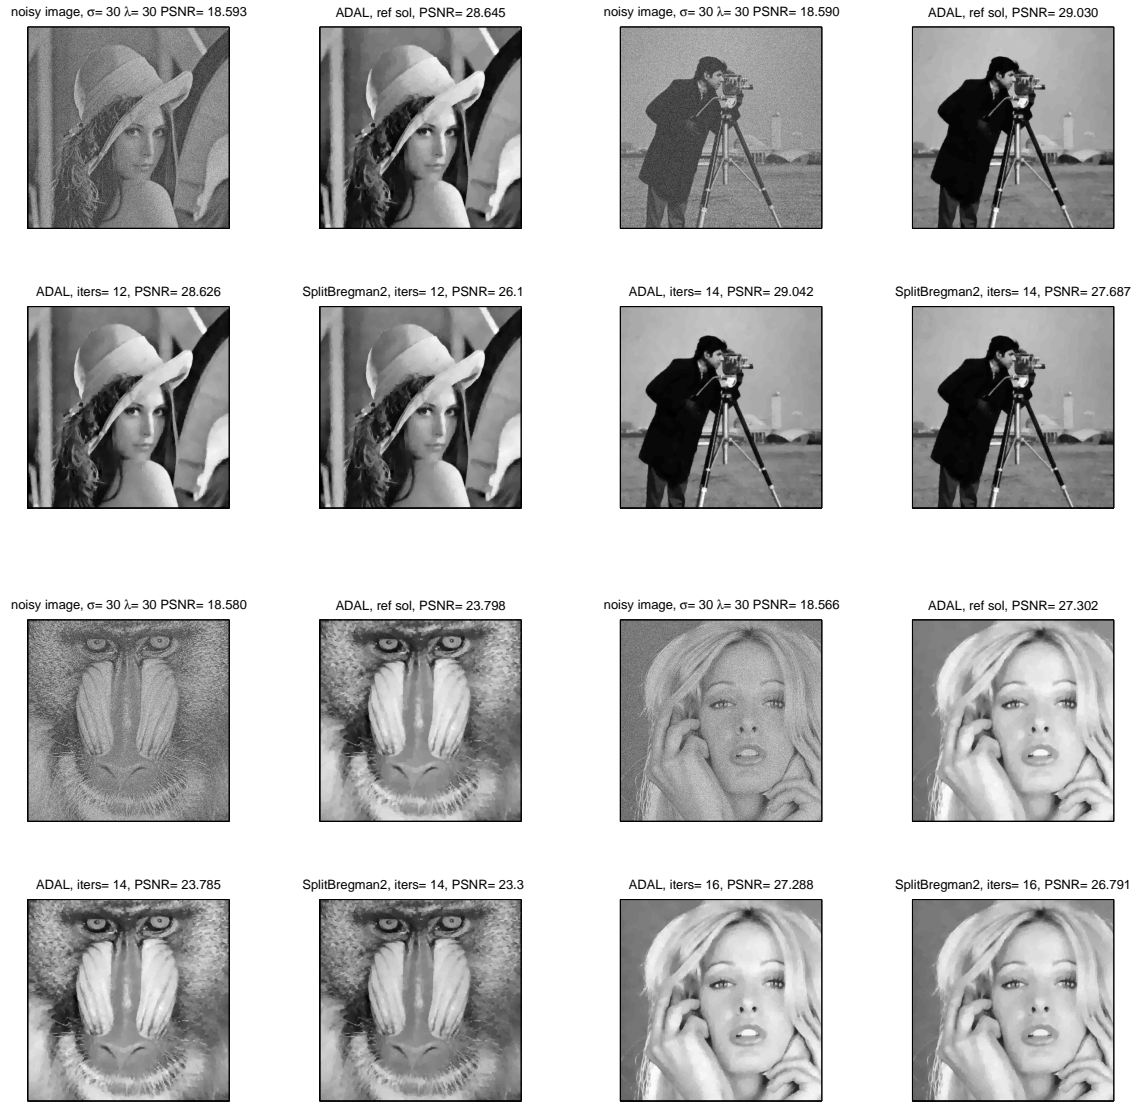 noisy image, σ= 30 λ= 30 PSNR= 18.593
ADAL, ref sol, PSNR= 28.645
noisy image, σ= 30 λ= 30 PSNR= 18.590
ADAL, ref sol, PSNR= 29.030
ADAL, iters= 12, PSNR= 28.626
SplitBregman2, iters= 12, PSNR= 26.1
ADAL, iters= 14, PSNR= 29.042
SplitBregman2, iters= 14, PSNR= 27.687
noisy image, σ= 30 λ= 30 PSNR= 18.580
ADAL, ref sol, PSNR= 23.798
noisy image, σ= 30 λ= 30 PSNR= 18.566
ADAL, ref sol, PSNR= 27.302
ADAL, iters= 14, PSNR= 23.785
SplitBregman2, iters= 14, PSNR= 23.3
ADAL, iters= 16, PSNR= 27.288
SplitBregman2, iters= 16, PSNR= 26.791